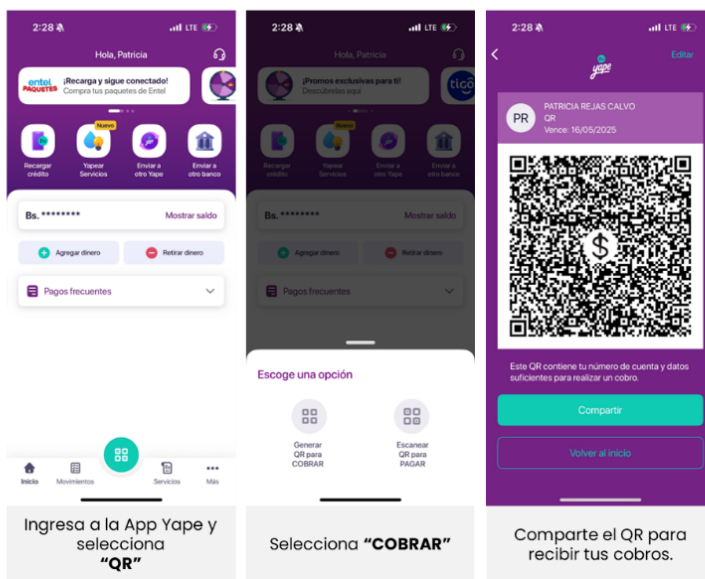 2:28
LTE
Hola, Patricia
entel
PAQUETES
¡Recarga y sigue conectado!
Compra tus paquetes de Entel
Nuevo
Recargar
crédito
Yapear
Servicios
Enviar a
otro Yape
Enviar a
otro banco
Bs. ********
Mostrar saldo
Agregar dinero
Retirar dinero
Pagos frecuentes
Inicio
Movimientos
Servicios
Más
Ingresa a la App Yape y
selecciona
“QR”
2:28
LTE
Hola, Patricia
¡Promos exclusivas para ti!
Descúbrelas aquí
tigo
Nuevo
Recargar
crédito
Yapear
Servicios
Enviar a
otro Yape
Enviar a
otro banco
Bs. ********
Mostrar saldo
Agregar dinero
Retirar dinero
Pagos frecuentes
Escoge una opción
Generar
QR para
COBRAR
Escanear
QR para
PAGAR
Selecciona “COBRAR”
2:28
LTE
Editar
yape
PR
PATRICIA REJAS CALVO
QR
Vence: 16/05/2025
$
Este QR contiene tu número de cuenta y datos
suficientes para realizar un cobro.
Compartir
Volver al inicio
Comparte el QR para
recibir tus cobros.